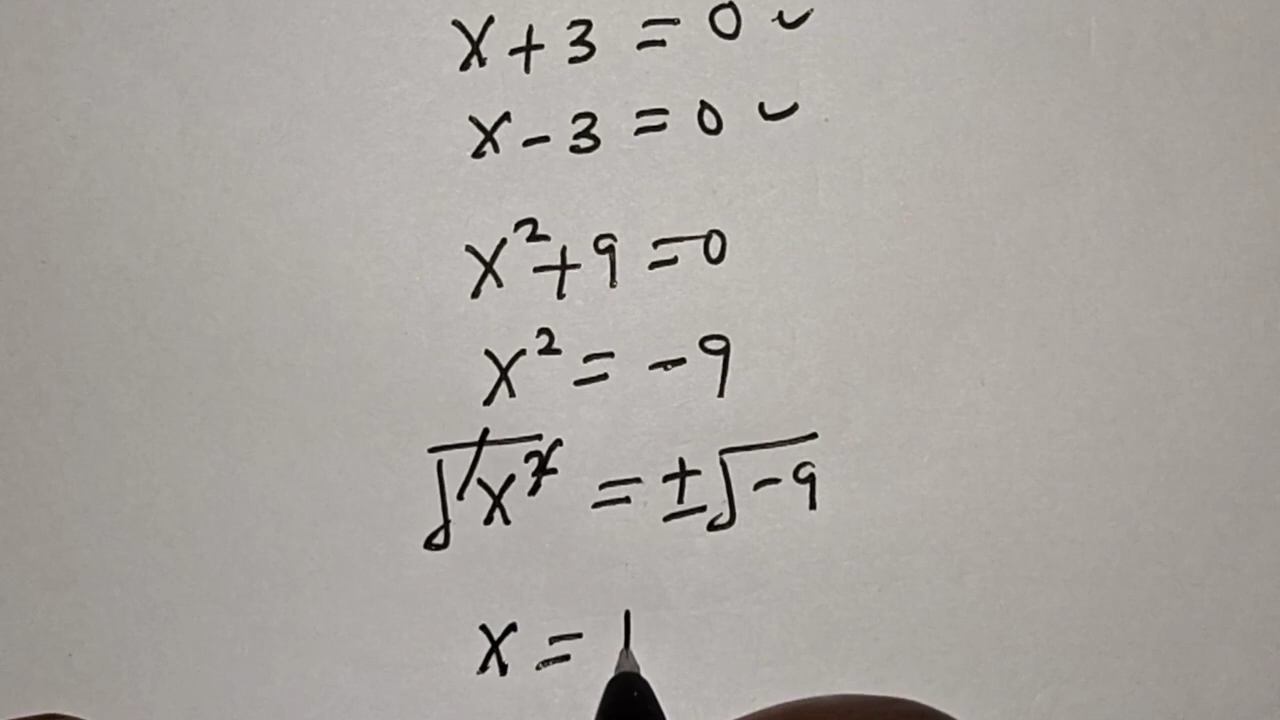 x + 3 = 0 ✓
x - 3 = 0 ✓
x² + 9 = 0
x² = -9
√x² = ±√-9
x =